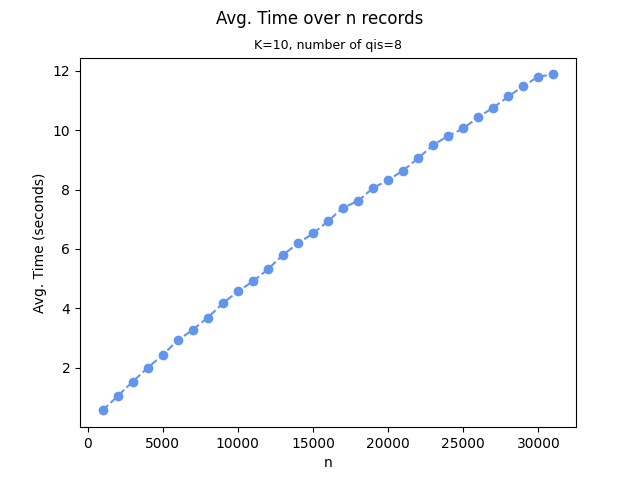 Avg. Time over n records
K=10, number of qis=8
Avg. Time (seconds)
12
10
8
6
4
2
0 5000 10000 15000 20000 25000 30000
n